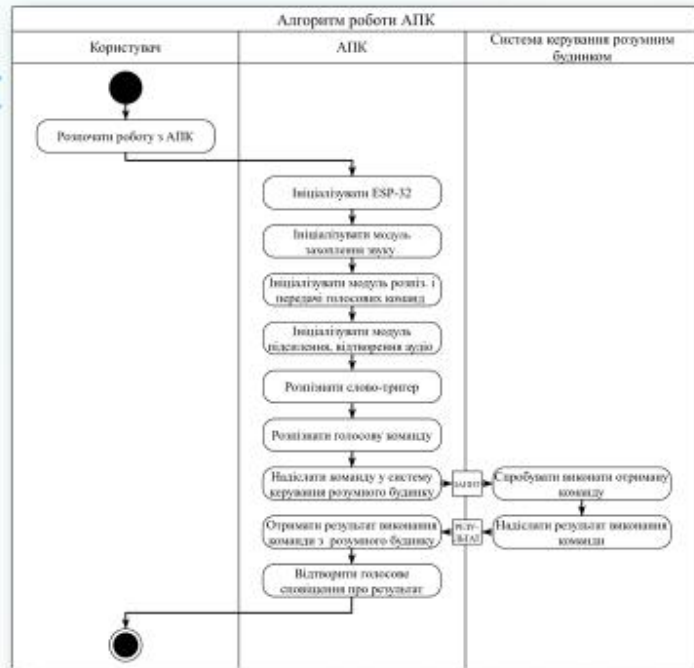 Алгоритм роботи АПК
Користувач
АПК
Система керування розумним
будинком
Розпочати роботу з АПК
Ініціалізувати ESP-32
Ініціалізувати модуль
захоплення звуку
Ініціалізувати модуль розпіз. і
передачі голосових команд
Ініціалізувати модуль
підсилення, відтворення аудіо
Розпізнати слово-тригер
Розпізнати голосову команду
Надіслати команду у систему
керування розумного будинку
ЗАПИТ
Спробувати виконати отриману
команду
Отримати результат виконання
команди з розумного будинку
РЕЗУ-
ЛЬТАТ
Надіслати результат виконання
команди
Відтворити голосове
сповіщення про результат